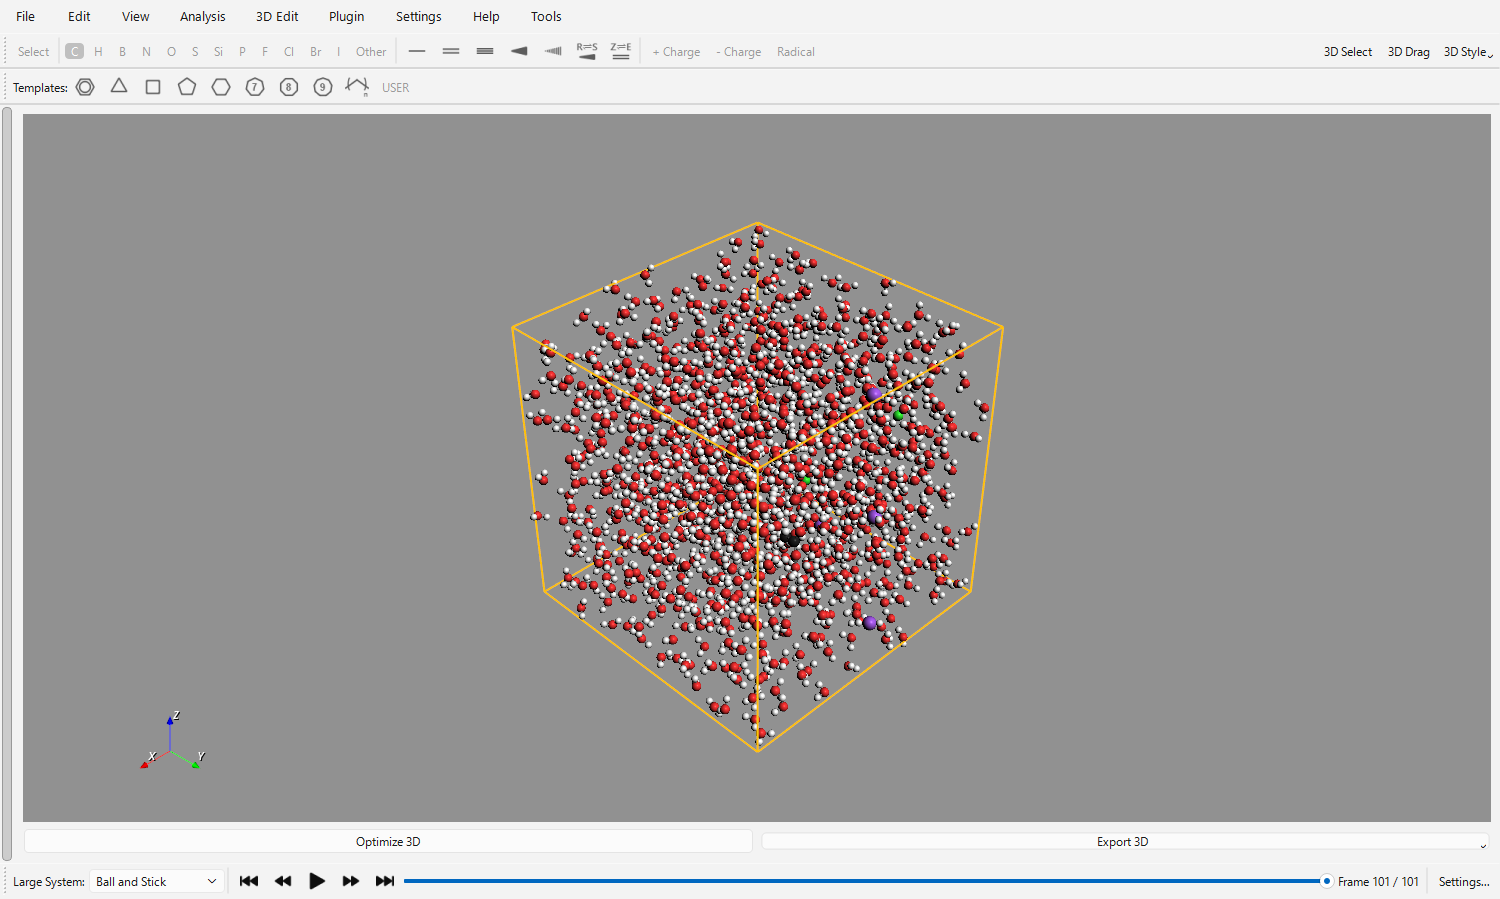 File Edit View Analysis 3D Edit Plugin Settings Help Tools
Select C H B N O S Si P F Cl Br I Other R⇌S Z⇌E + Charge - Charge Radical 3D Select 3D Drag 3D Style
Templates: 7 8 9 n USER
Z
X Y
Optimize 3D Export 3D
Large System: Ball and Stick Frame 101 / 101 Settings...